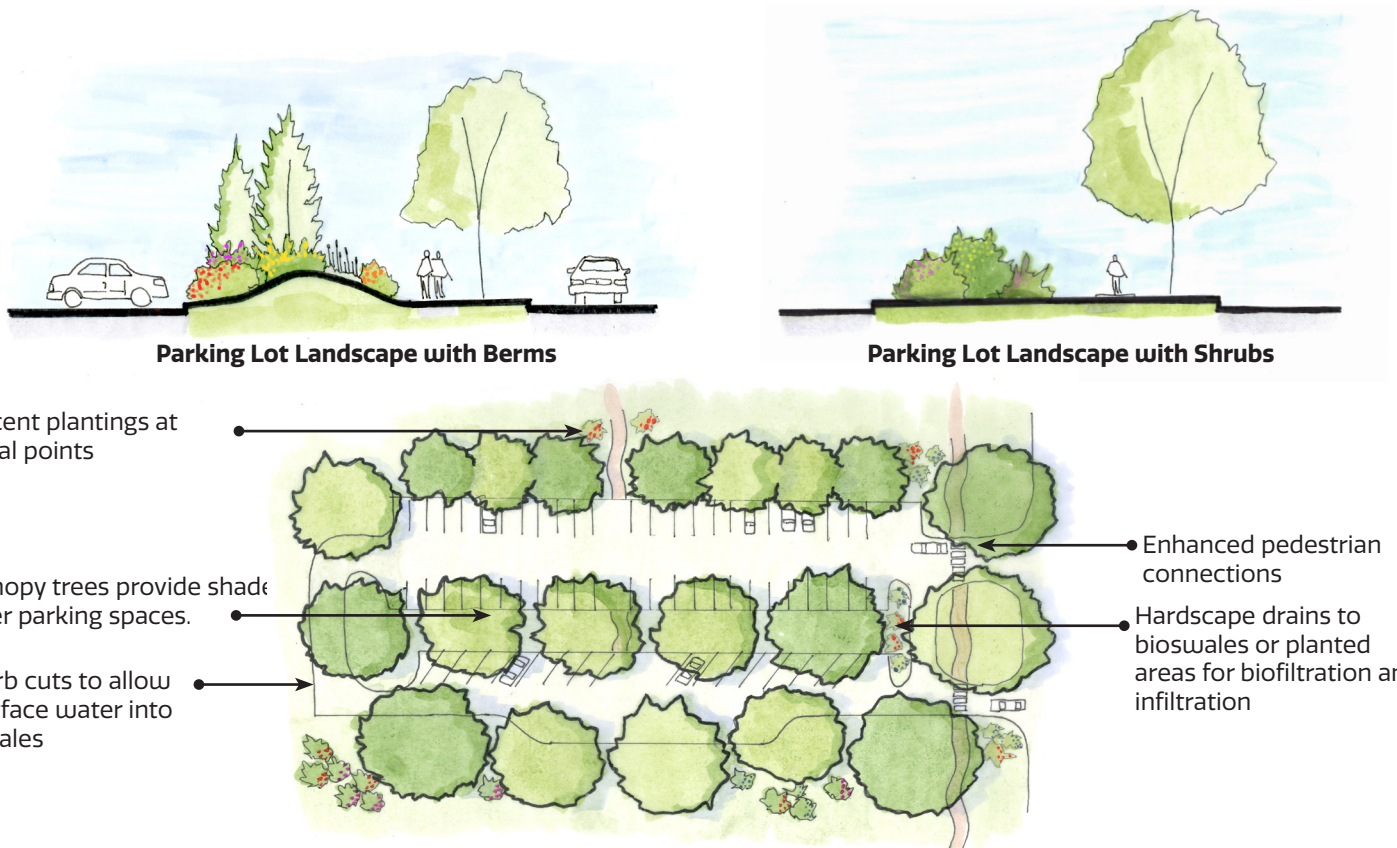 Parking Lot Landscape with Berms
Parking Lot Landscape with Shrubs
cent plantings at
al points
nopy trees provide shade
er parking spaces.
rb cuts to allow
face water into
ales
Enhanced pedestrian
connections
Hardscape drains to
bioswales or planted
areas for biofiltration an
infiltration